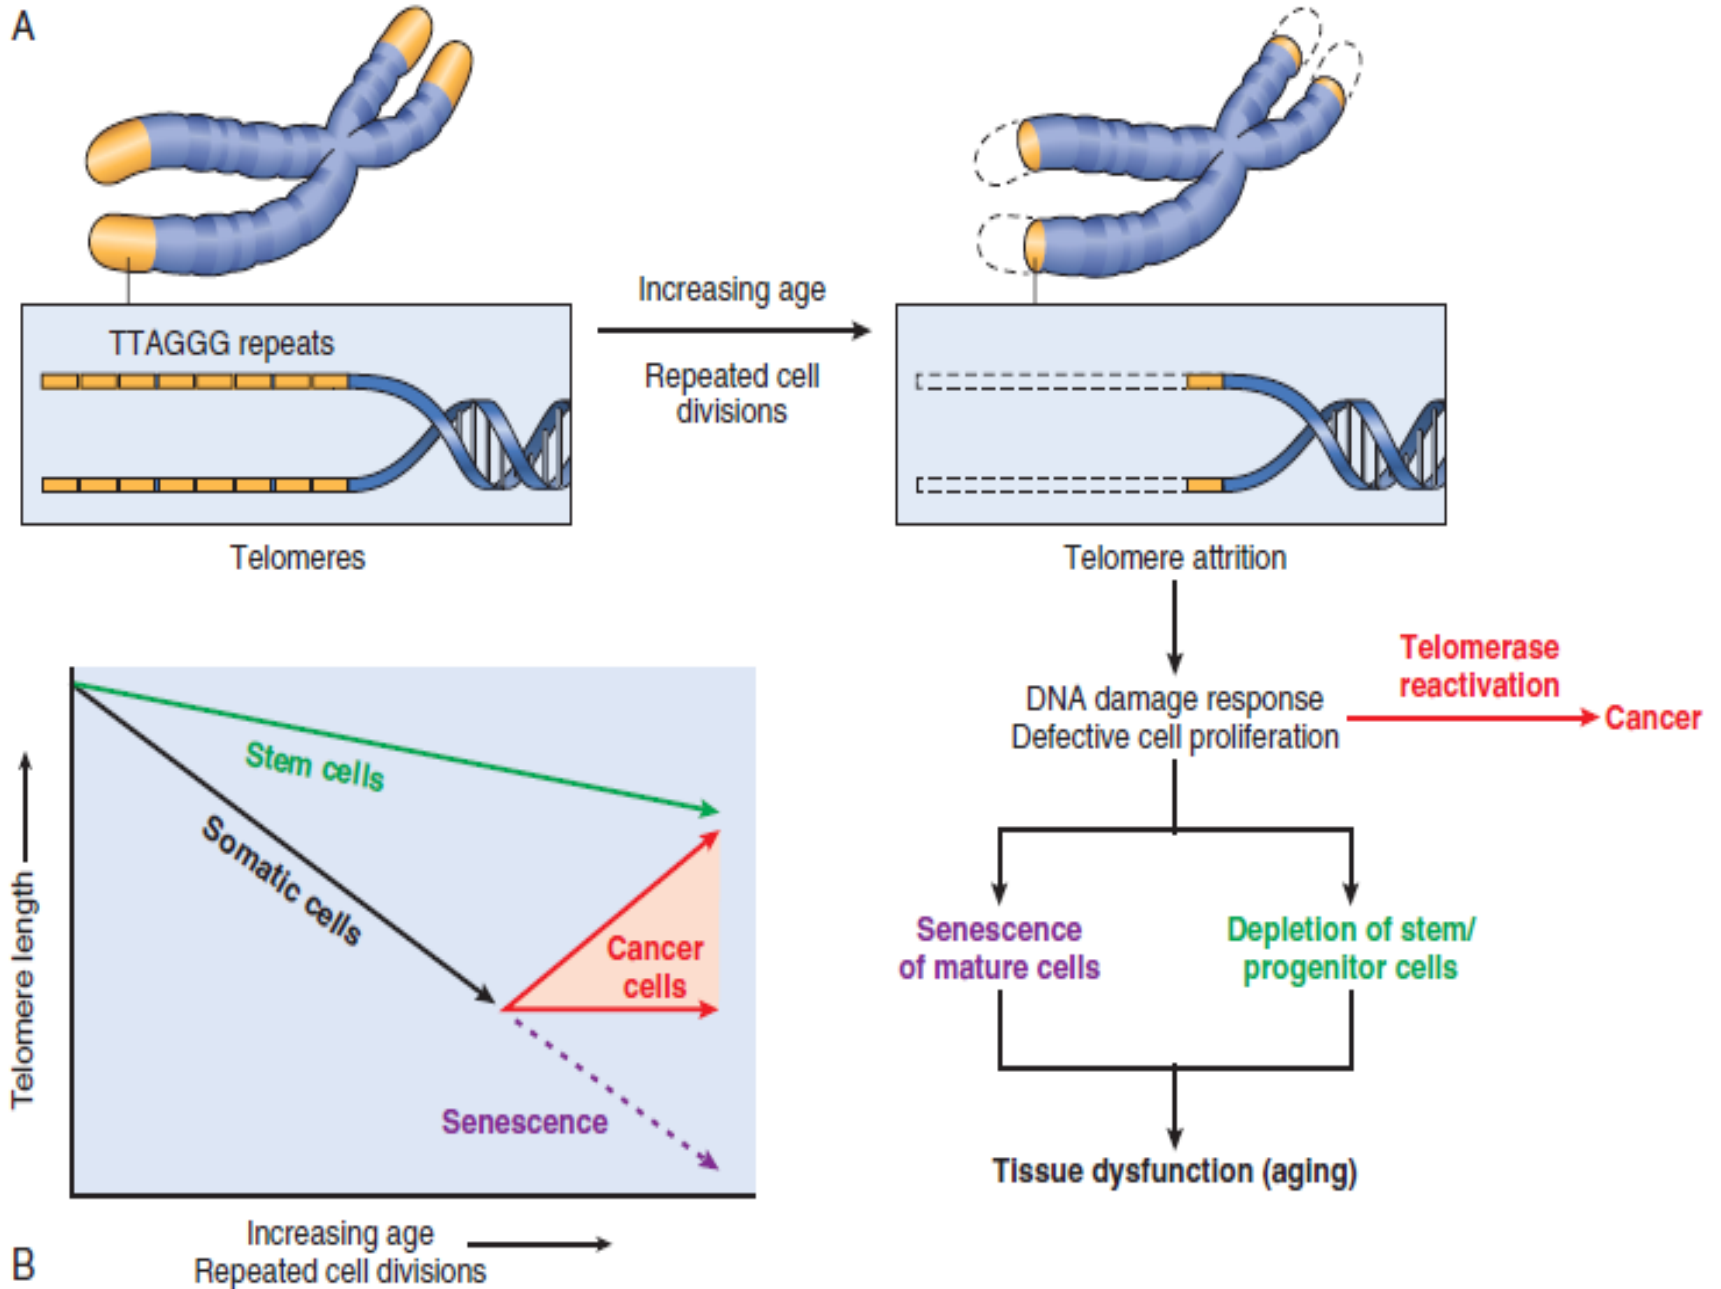 A
TTAGGG repeats
Telomeres
Increasing age
Repeated cell
divisions
Telomere attrition
DNA damage response
Defective cell proliferation
Telomerase
reactivation
Cancer
Senescence
of mature cells
Depletion of stem/
progenitor cells
Tissue dysfunction (aging)
Telomere length
Stem cells
Somatic cells
Cancer
cells
Senescence
Increasing age
Repeated cell divisions
B